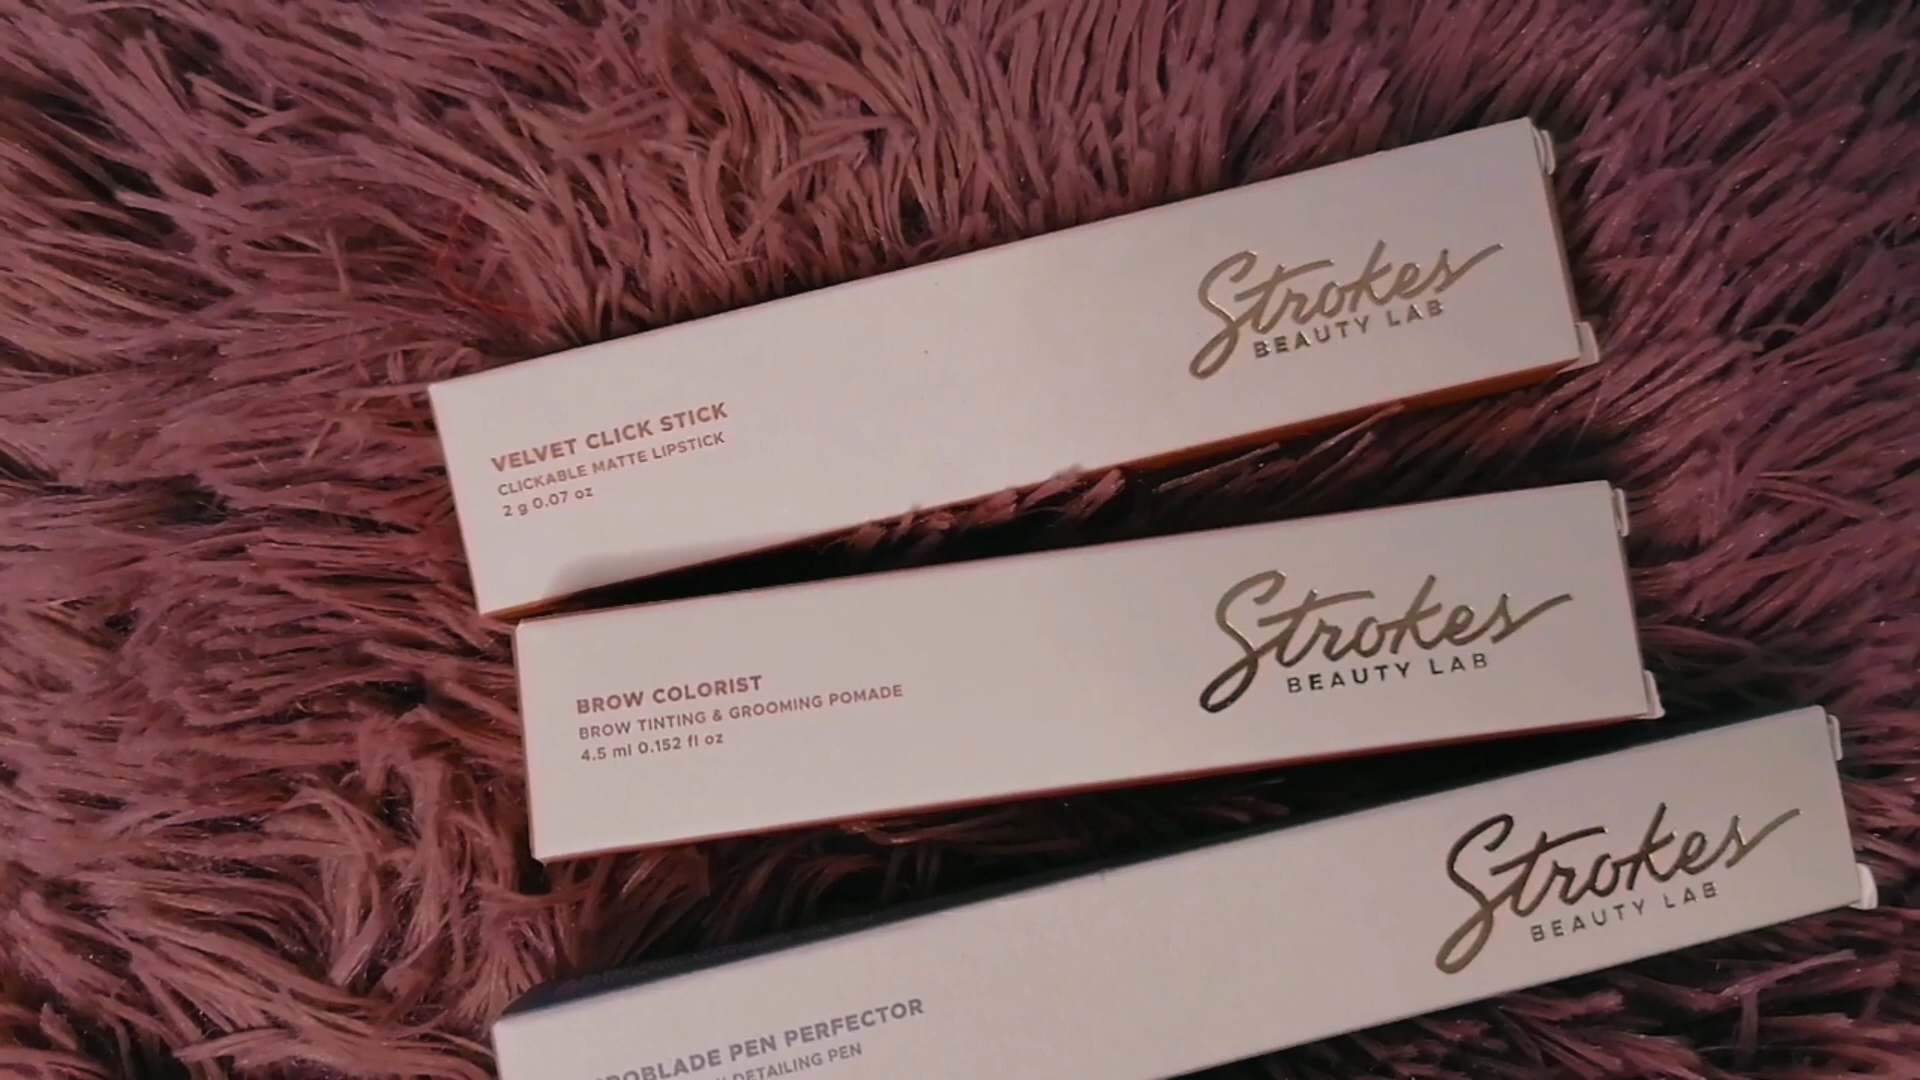 Strokes
BEAUTY LAB
VELVET CLICK STICK
CLICKABLE MATTE LIPSTICK
2 g 0.07 oz
Strokes
BEAUTY LAB
BROW COLORIST
BROW TINTING & GROOMING POMADE
4.5 ml 0.152 fl oz
Strokes
BEAUTY LAB
PEN PERFECTOR
DETAILING PEN